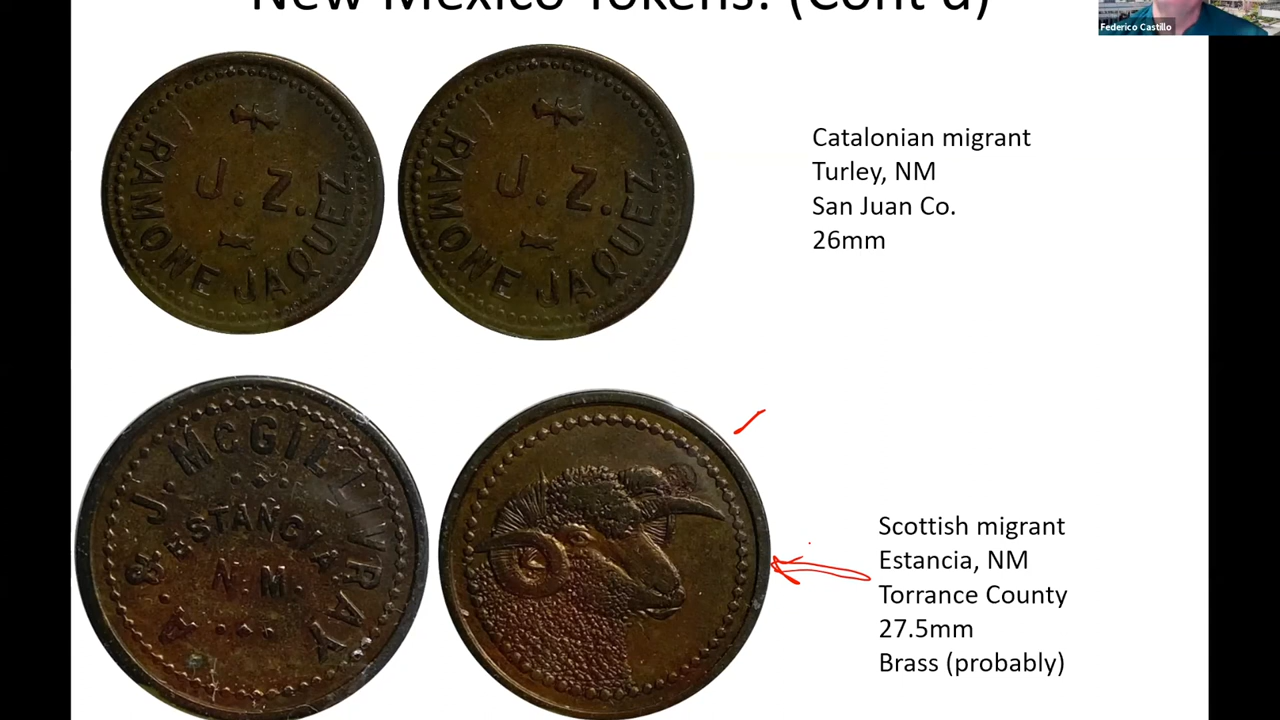 New Mexico Tokens: (Cont'd)
Federico Castillo
J. Z.
RAMONE JAQUEZ
J. Z.
RAMONE JAQUEZ
Catalonian migrant
Turley, NM
San Juan Co.
26mm
A. & J. McGILLIVRAY
ESTANCIA
N. M.
Scottish migrant
Estancia, NM
Torrance County
27.5mm
Brass (probably)